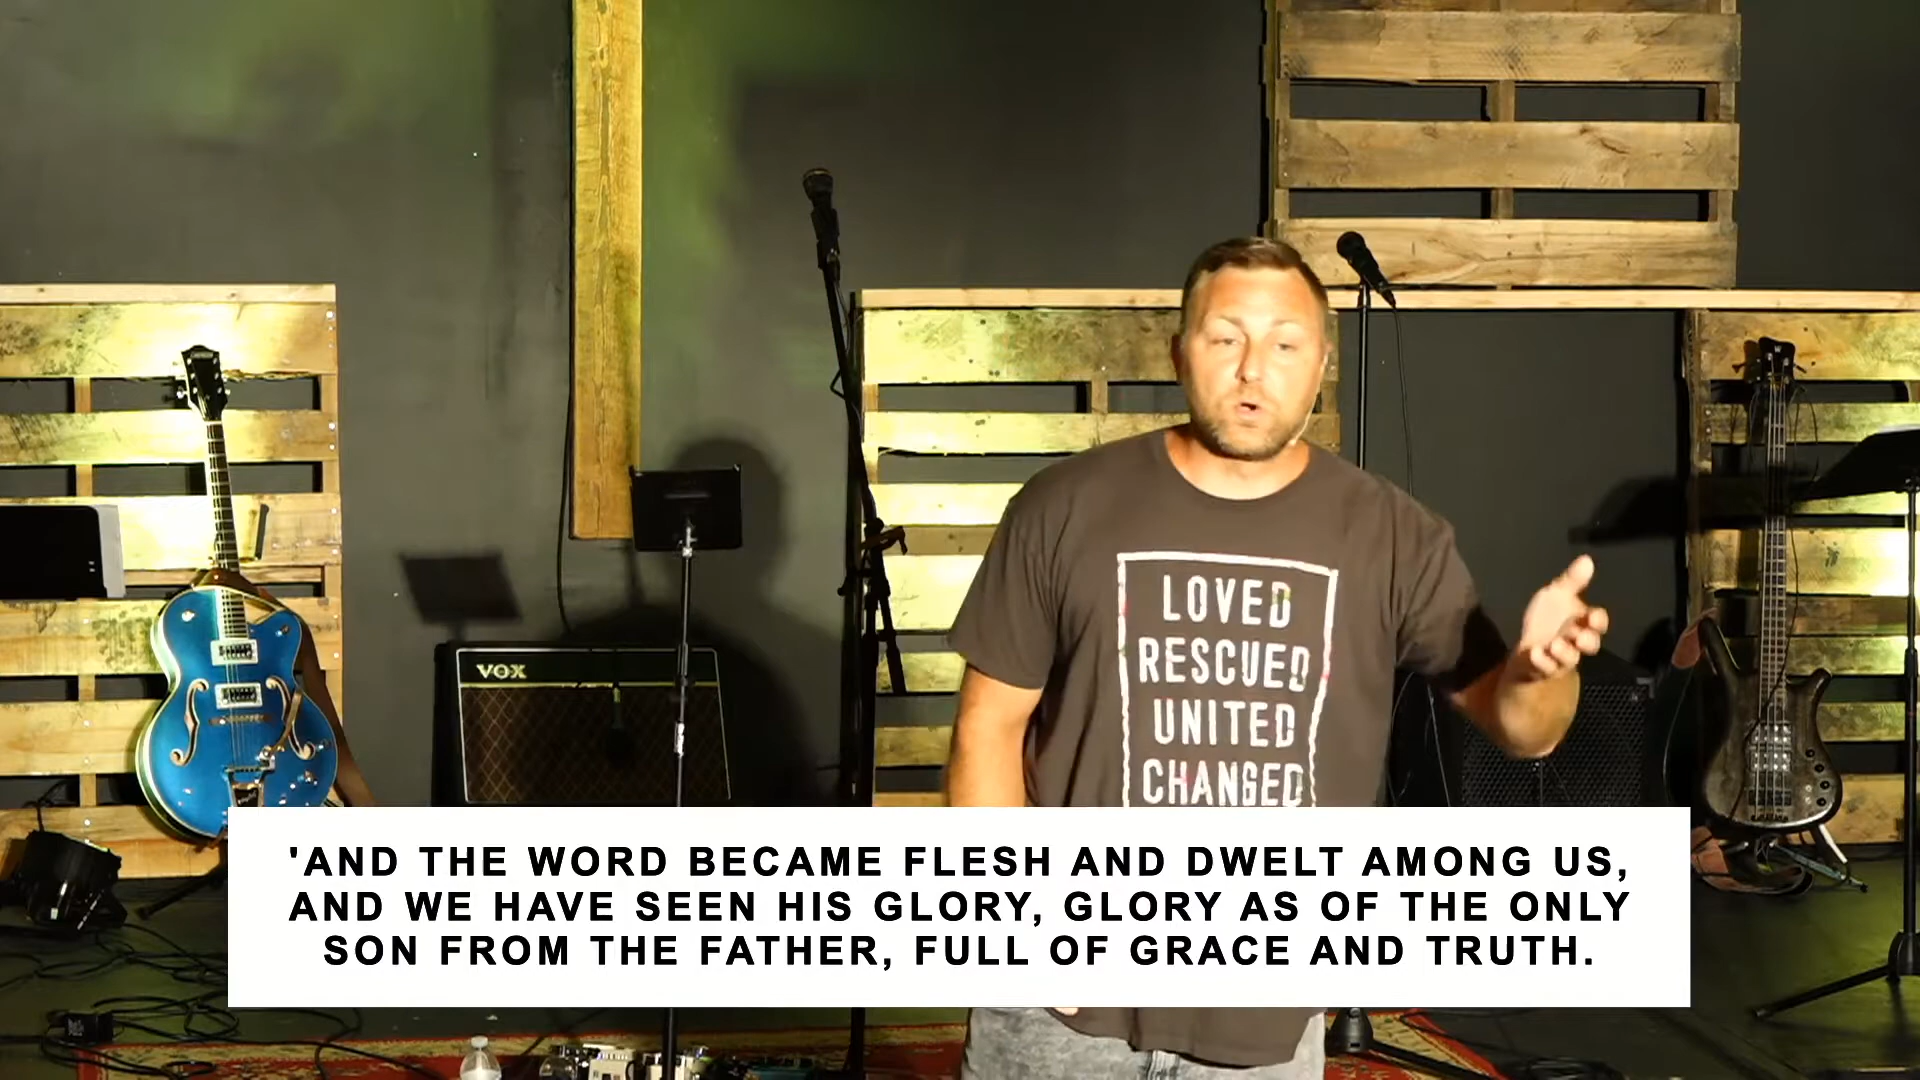 VOX
LOVED
RESCUED
UNITED
CHANGED
'AND THE WORD BECAME FLESH AND DWELT AMONG US,
AND WE HAVE SEEN HIS GLORY, GLORY AS OF THE ONLY
SON FROM THE FATHER, FULL OF GRACE AND TRUTH.